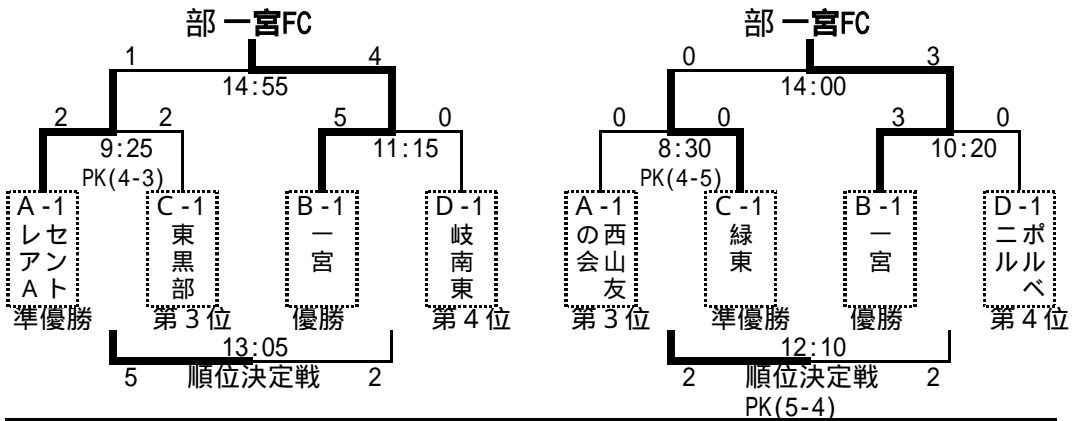 部 一宮FC
1 4
14:55
2 2 5 0
9:25 11:15
PK(4-3)
A-1 C-1 B-1 D-1
セントレアA
東黒部
一宮
岐南東
準優勝 第3位 優勝 第4位
13:05
5 順位決定戦 2
部 一宮FC
0 3
14:00
0 0 3 0
8:30 10:20
PK(4-5)
A-1 C-1 B-1 D-1
西山友の会
緑東
一宮
ポルベニル
第3位 準優勝 優勝 第4位
12:10
2 順位決定戦 2
PK(5-4)